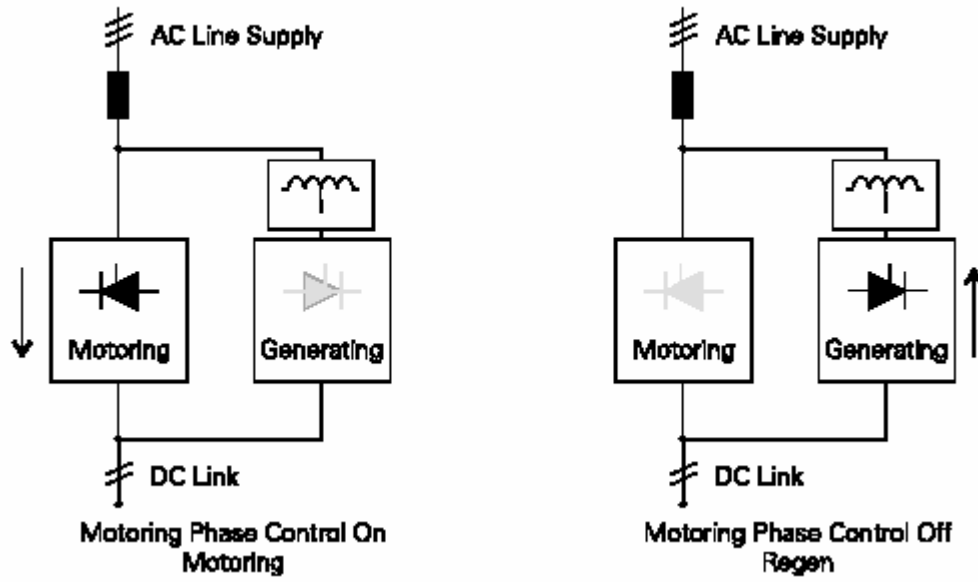 AC Line Supply
Motoring
Generating
DC Link
Motoring Phase Control On
Motoring
AC Line Supply
Motoring
Generating
DC Link
Motoring Phase Control Off
Regen